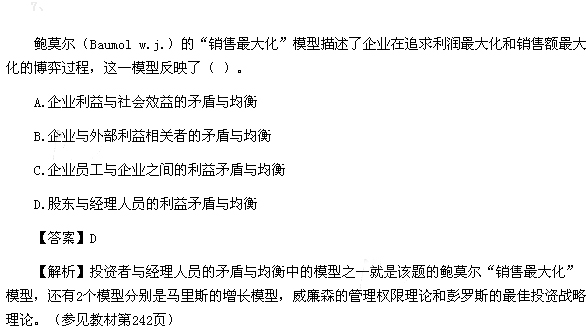 7、
鲍莫尔（Baumol w.j.）的“销售最大化”模型描述了企业在追求利润最大化和销售额最大
化的博弈过程，这一模型反映了（ ）。
A.企业利益与社会效益的矛盾与均衡
B.企业与外部利益相关者的矛盾与均衡
C.企业员工与企业之间的利益矛盾与均衡
D.股东与经理人员的利益矛盾与均衡
【答案】D
【解析】投资者与经理人员的矛盾与均衡中的模型之一就是该题的鲍莫尔“销售最大化”
模型，还有2个模型分别是马里斯的增长模型，威廉森的管理权限理论和彭罗斯的最佳投资战略
理论。（参见教材第242页）